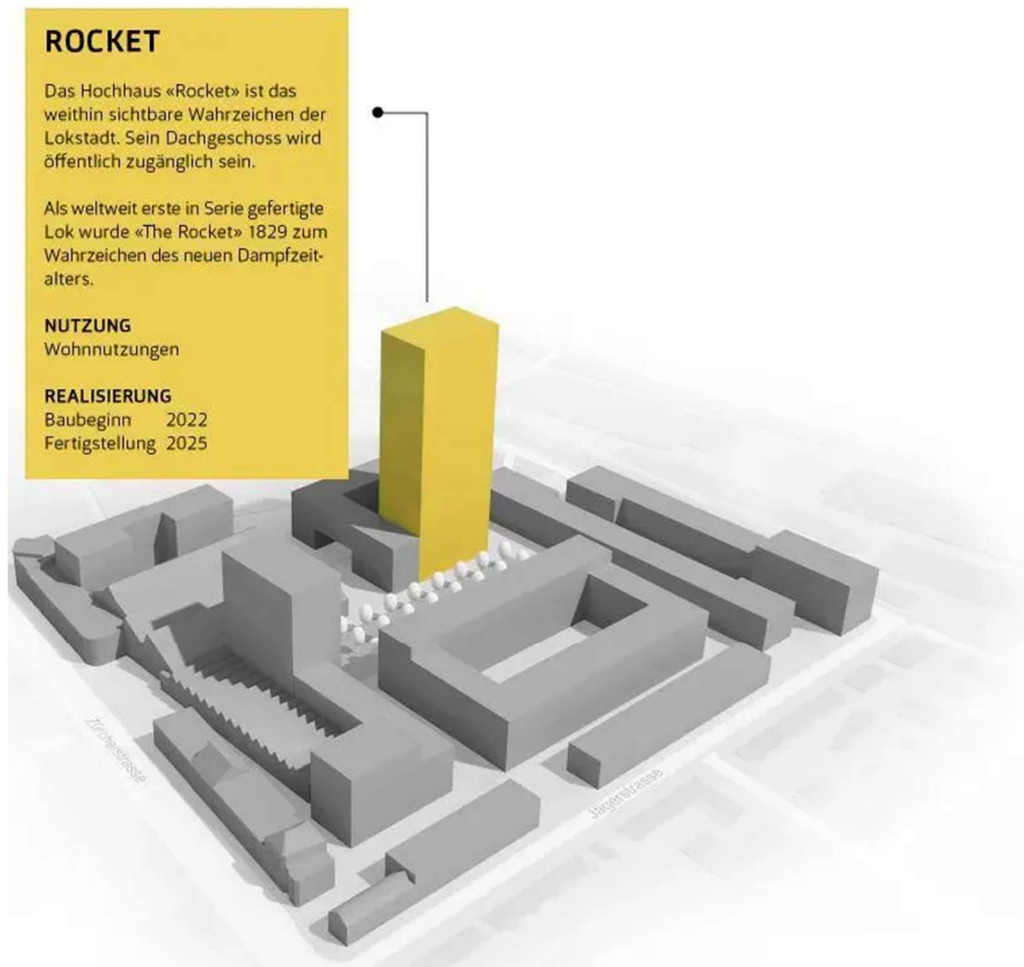 ROCKET
Das Hochhaus «Rocket» ist das
weithin sichtbare Wahrzeichen der
Lokstadt. Sein Dachgeschoss wird
öffentlich zugänglich sein.
Als weltweit erste in Serie gefertigte
Lok wurde «The Rocket» 1829 zum
Wahrzeichen des neuen Dampfzeit-
alters.
NUTZUNG
Wohnnutzungen
REALISIERUNG
Baubeginn 2022
Fertigstellung 2025
Zürcherstrasse
Jägerstrasse